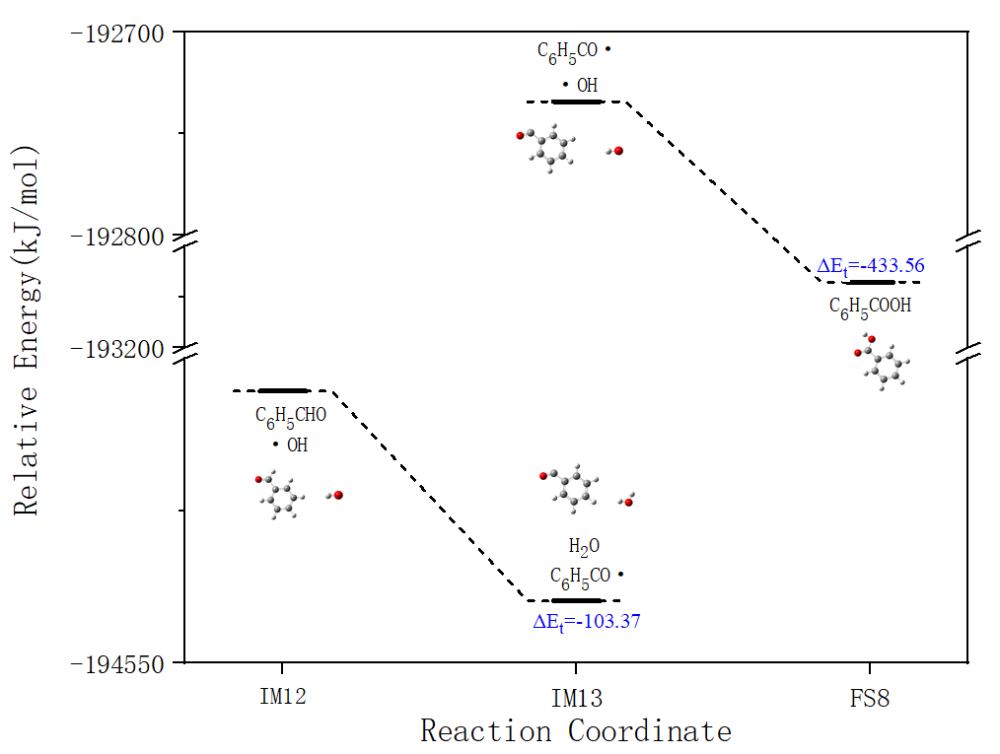 -192700
C6H5CO •
• OH
-192800
ΔEt=-433.56
C6H5COOH
-193200
C6H5CHO
• OH
H2O
C6H5CO •
ΔEt=-103.37
-194550
IM12
IM13
FS8
Reaction Coordinate
Relative Energy(kJ/mol)